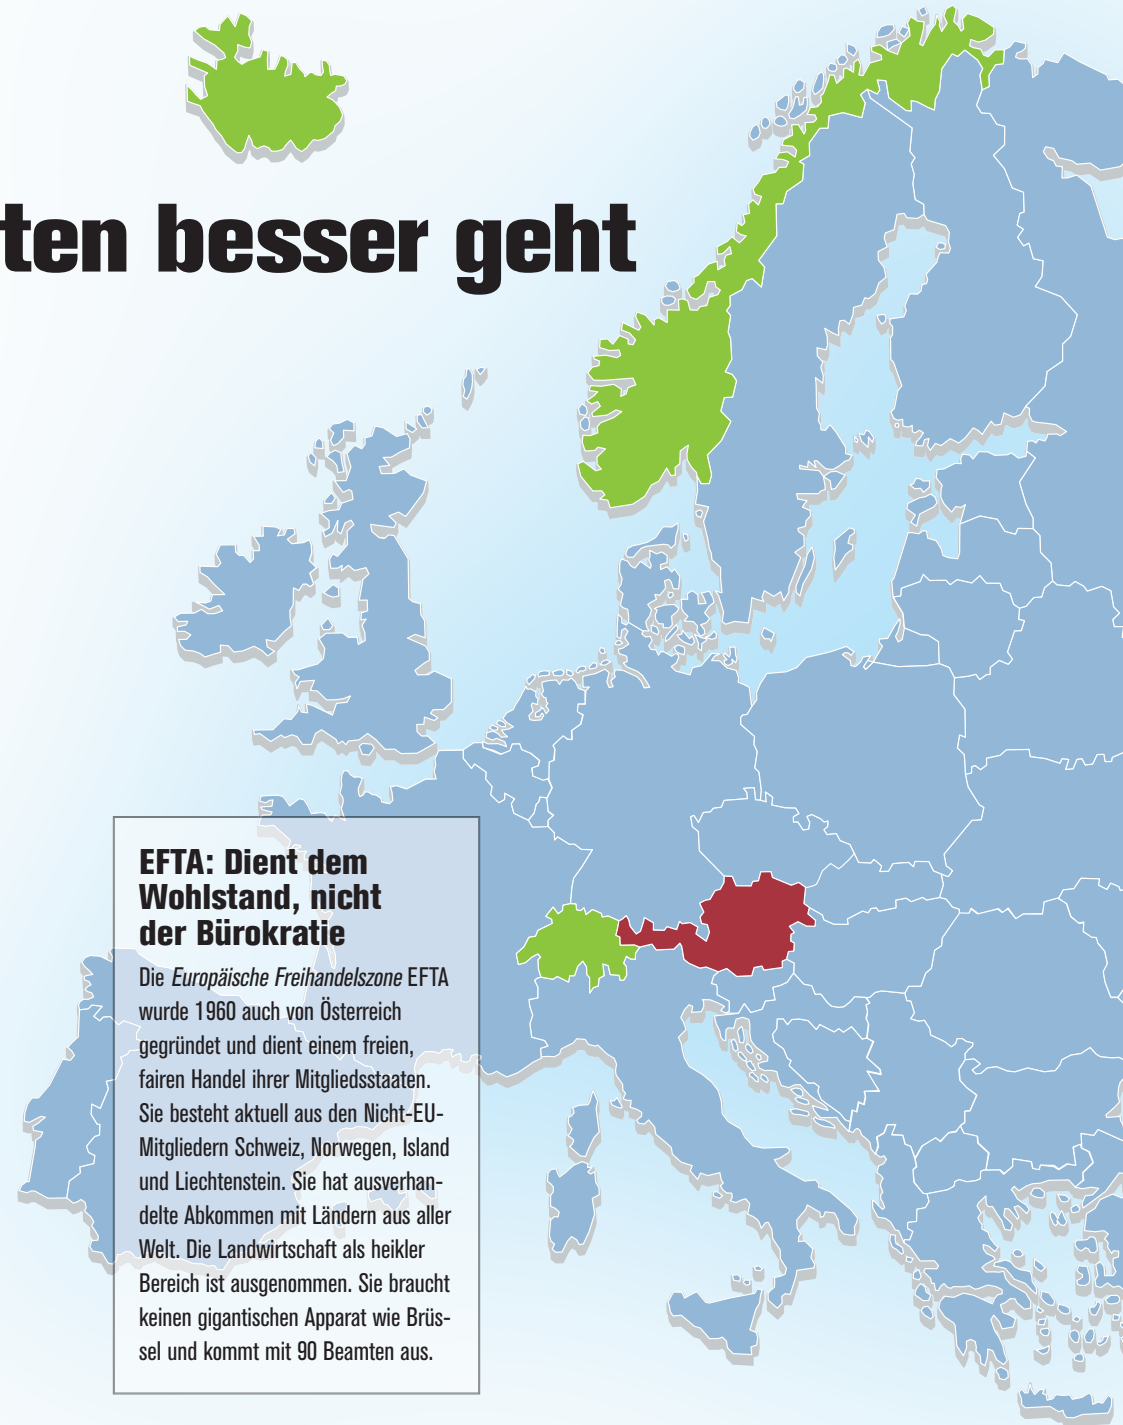 ten besser geht
EFTA: Dient dem
Wohlstand, nicht
der Bürokratie
Die Europäische Freihandelszone EFTA
wurde 1960 auch von Österreich
gegründet und dient einem freien,
fairen Handel ihrer Mitgliedsstaaten.
Sie besteht aktuell aus den Nicht-EU-
Mitgliedern Schweiz, Norwegen, Island
und Liechtenstein. Sie hat ausverhan-
delte Abkommen mit Ländern aus aller
Welt. Die Landwirtschaft als heikler
Bereich ist ausgenommen. Sie braucht
keinen gigantischen Apparat wie Brüs-
sel und kommt mit 90 Beamten aus.